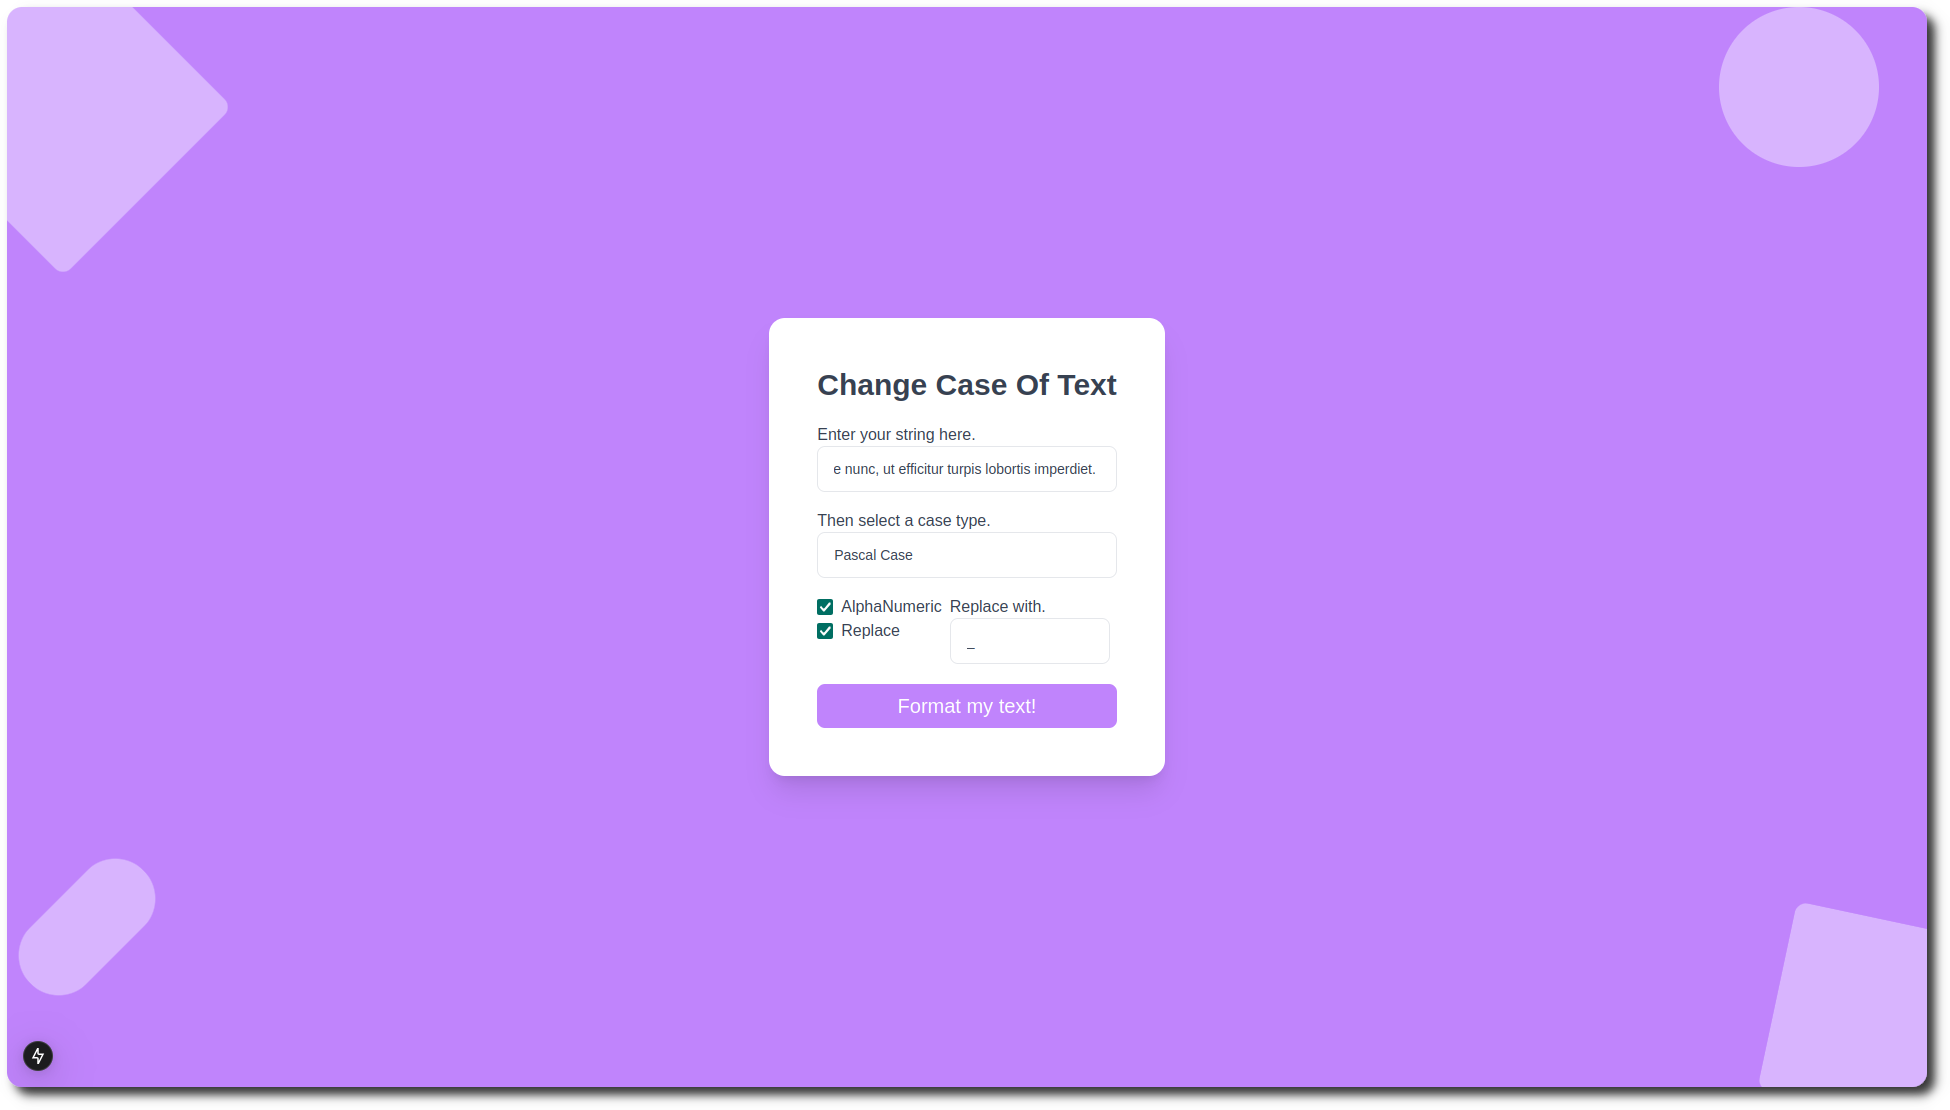 Change Case Of Text
Enter your string here.
e nunc, ut efficitur turpis lobortis imperdiet.
Then select a case type.
Pascal Case
AlphaNumeric
Replace
Replace with.
_
Format my text!